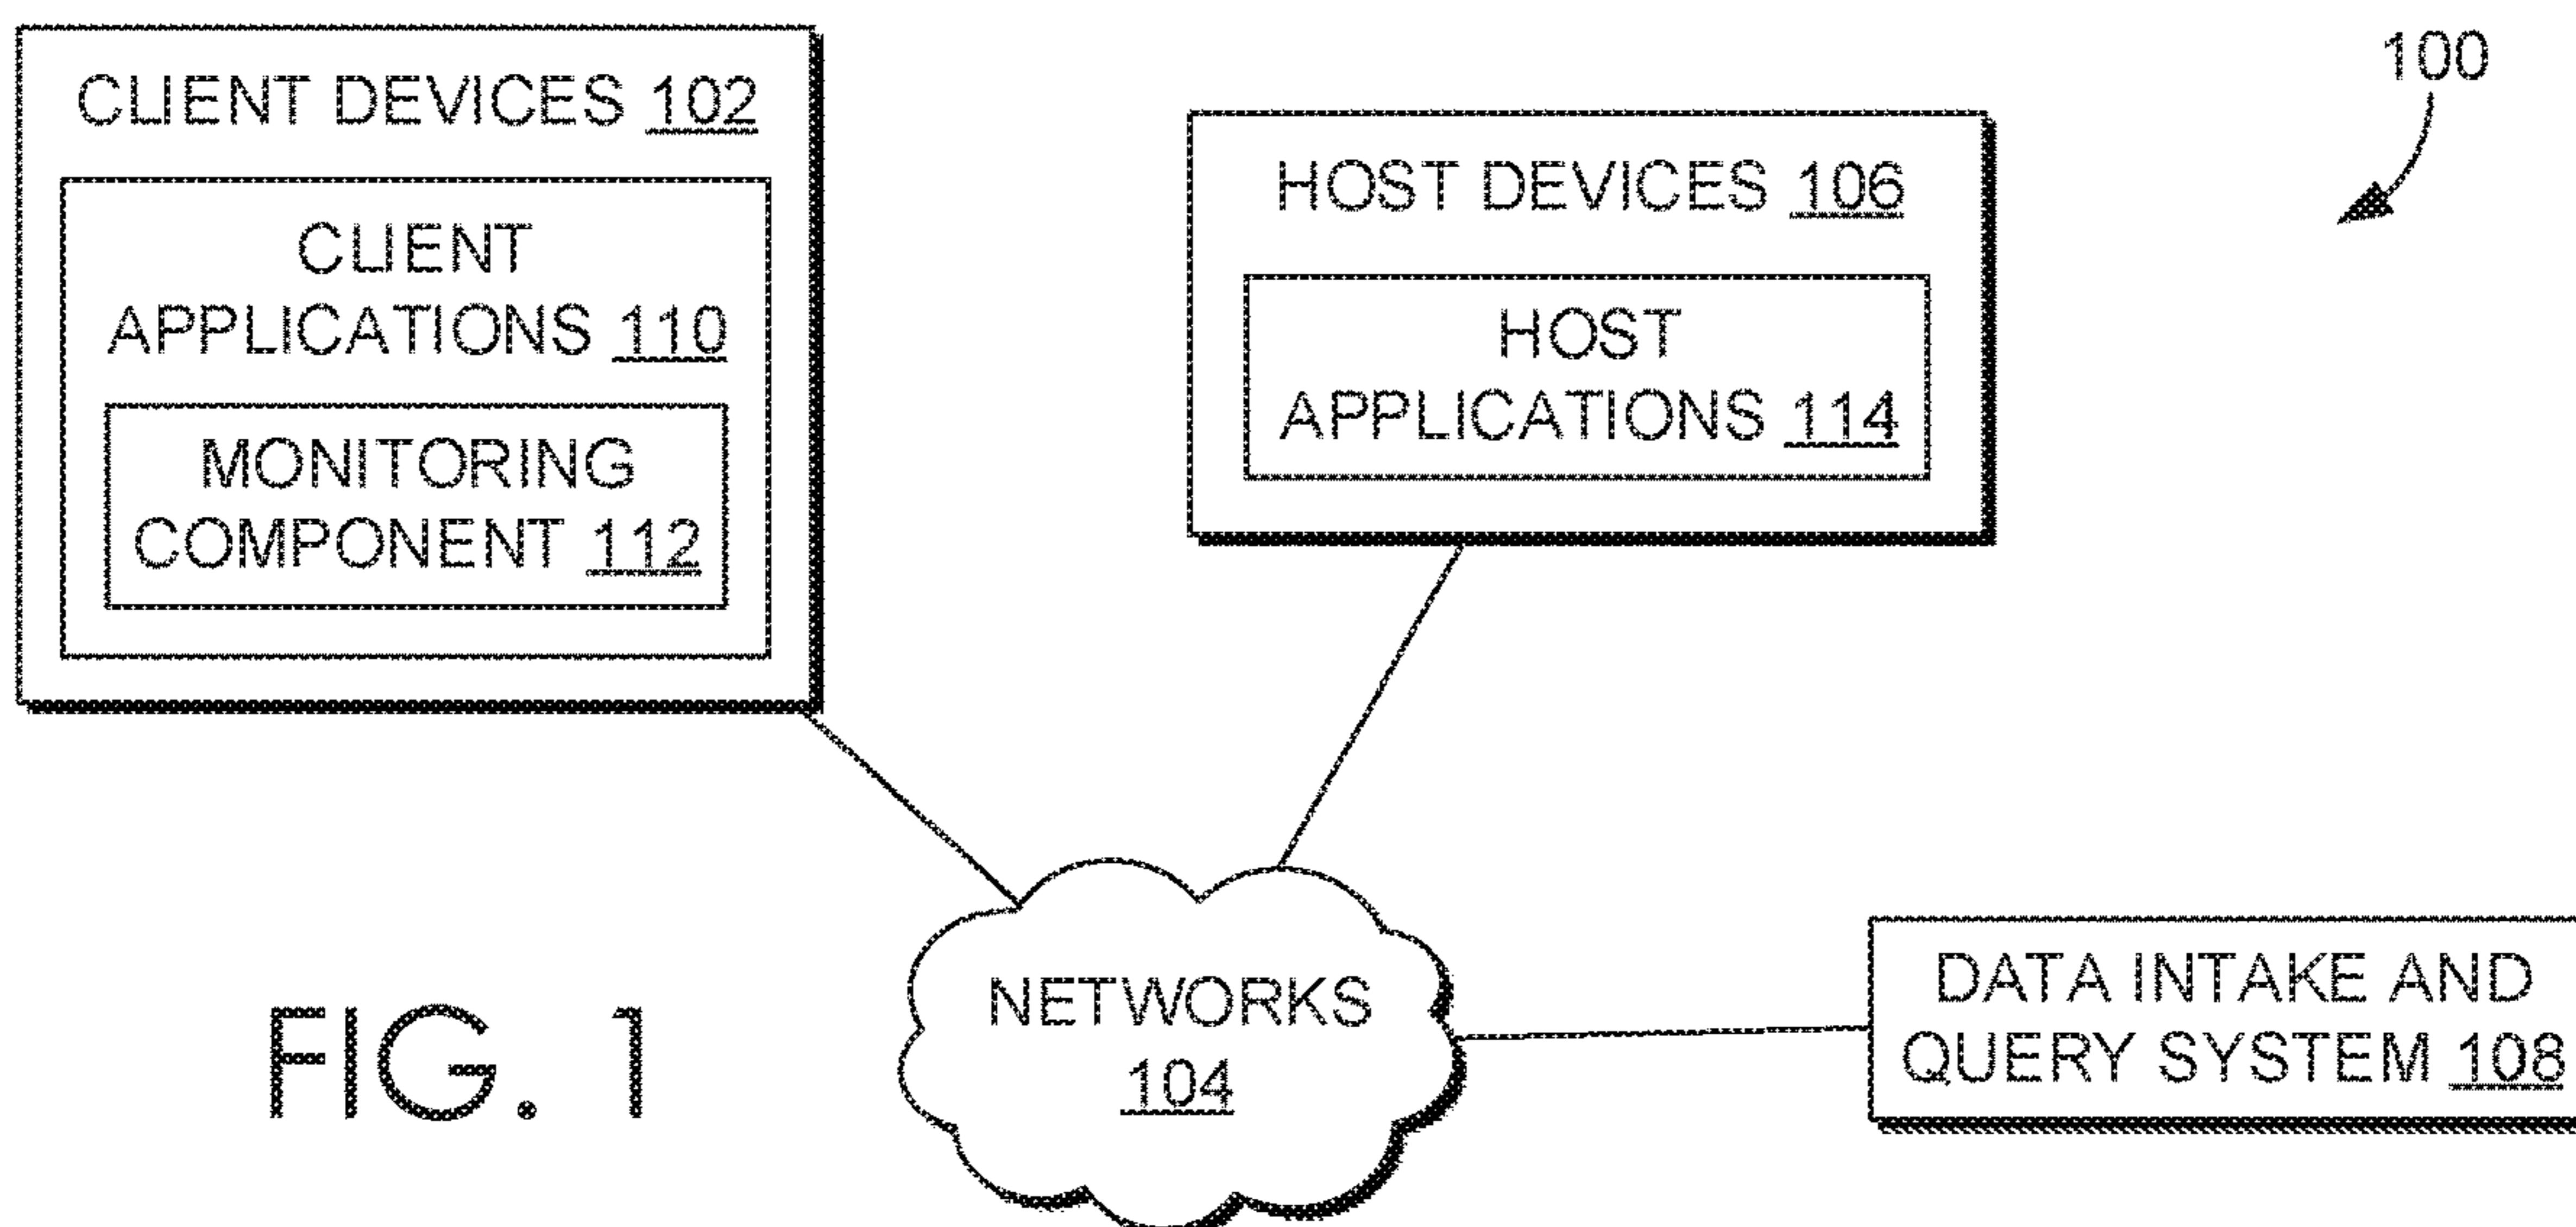 CLIENT DEVICES 102
CLIENT
APPLICATIONS 110
MONITORING
COMPONENT 112
HOST DEVICES 106
HOST
APPLICATIONS 114
100
NETWORKS
104
DATA INTAKE AND
QUERY SYSTEM 108
FIG. 1